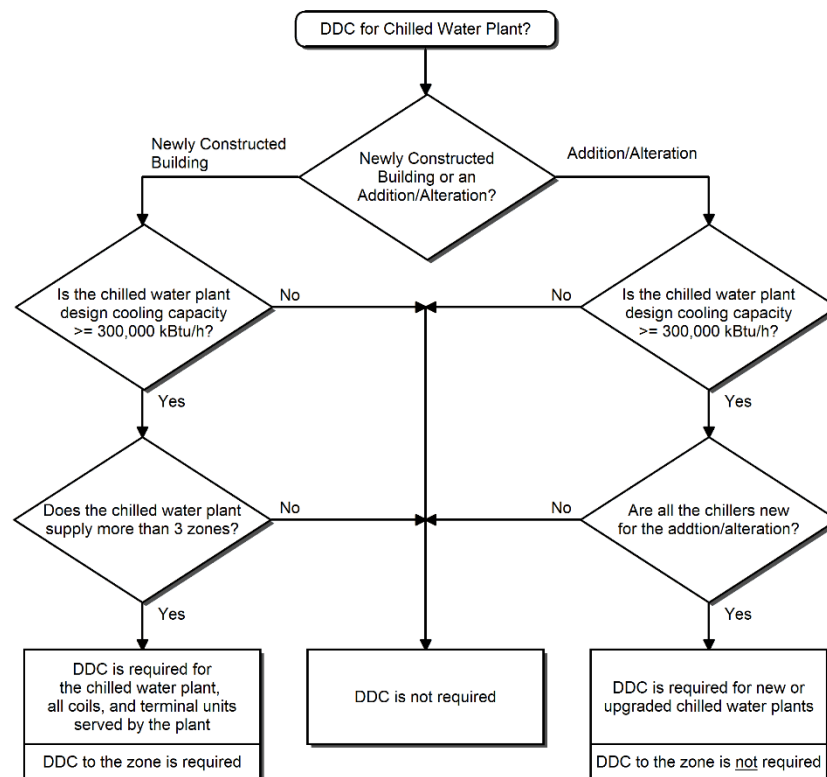 DDC for Chilled Water Plant?
Newly Constructed
Building
Newly Constructed
Building or an
Addition/Alteration?
Addition/Alteration
Is the chilled water plant
design cooling capacity
>= 300,000 kBtu/h?
No
No
Is the chilled water plant
design cooling capacity
>= 300,000 kBtu/h?
Yes
Yes
Does the chilled water plant
supply more than 3 zones?
No
No
Are all the chillers new
for the addtion/alteration?
Yes
Yes
DDC is required for
the chilled water plant,
all coils, and terminal units
served by the plant
DDC to the zone is required
DDC is not required
DDC is required for new or
upgraded chilled water plants
DDC to the zone is not required